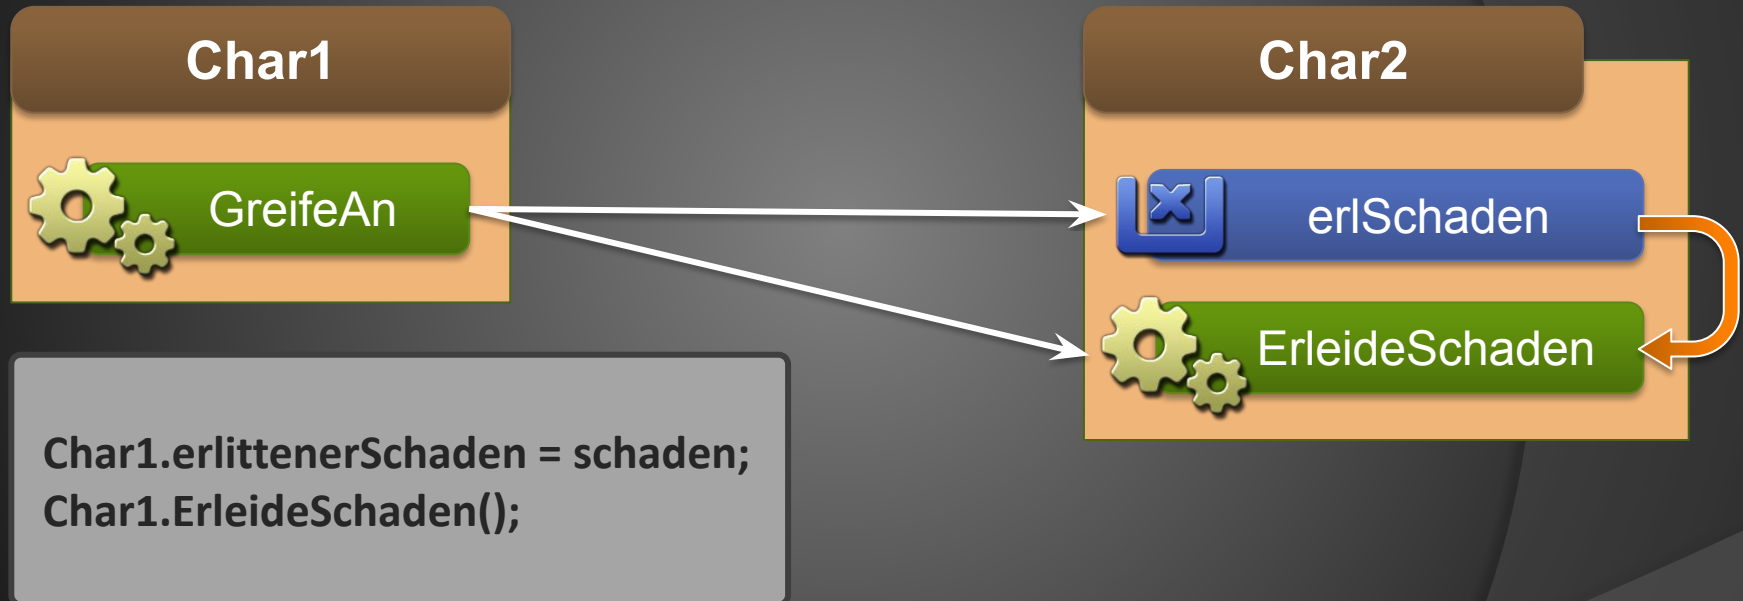 Char1
Char2
GreifeAn
erlSchaden
ErleideSchaden
Char1.erlittenerSchaden = schaden;
Char1.ErleideSchaden();